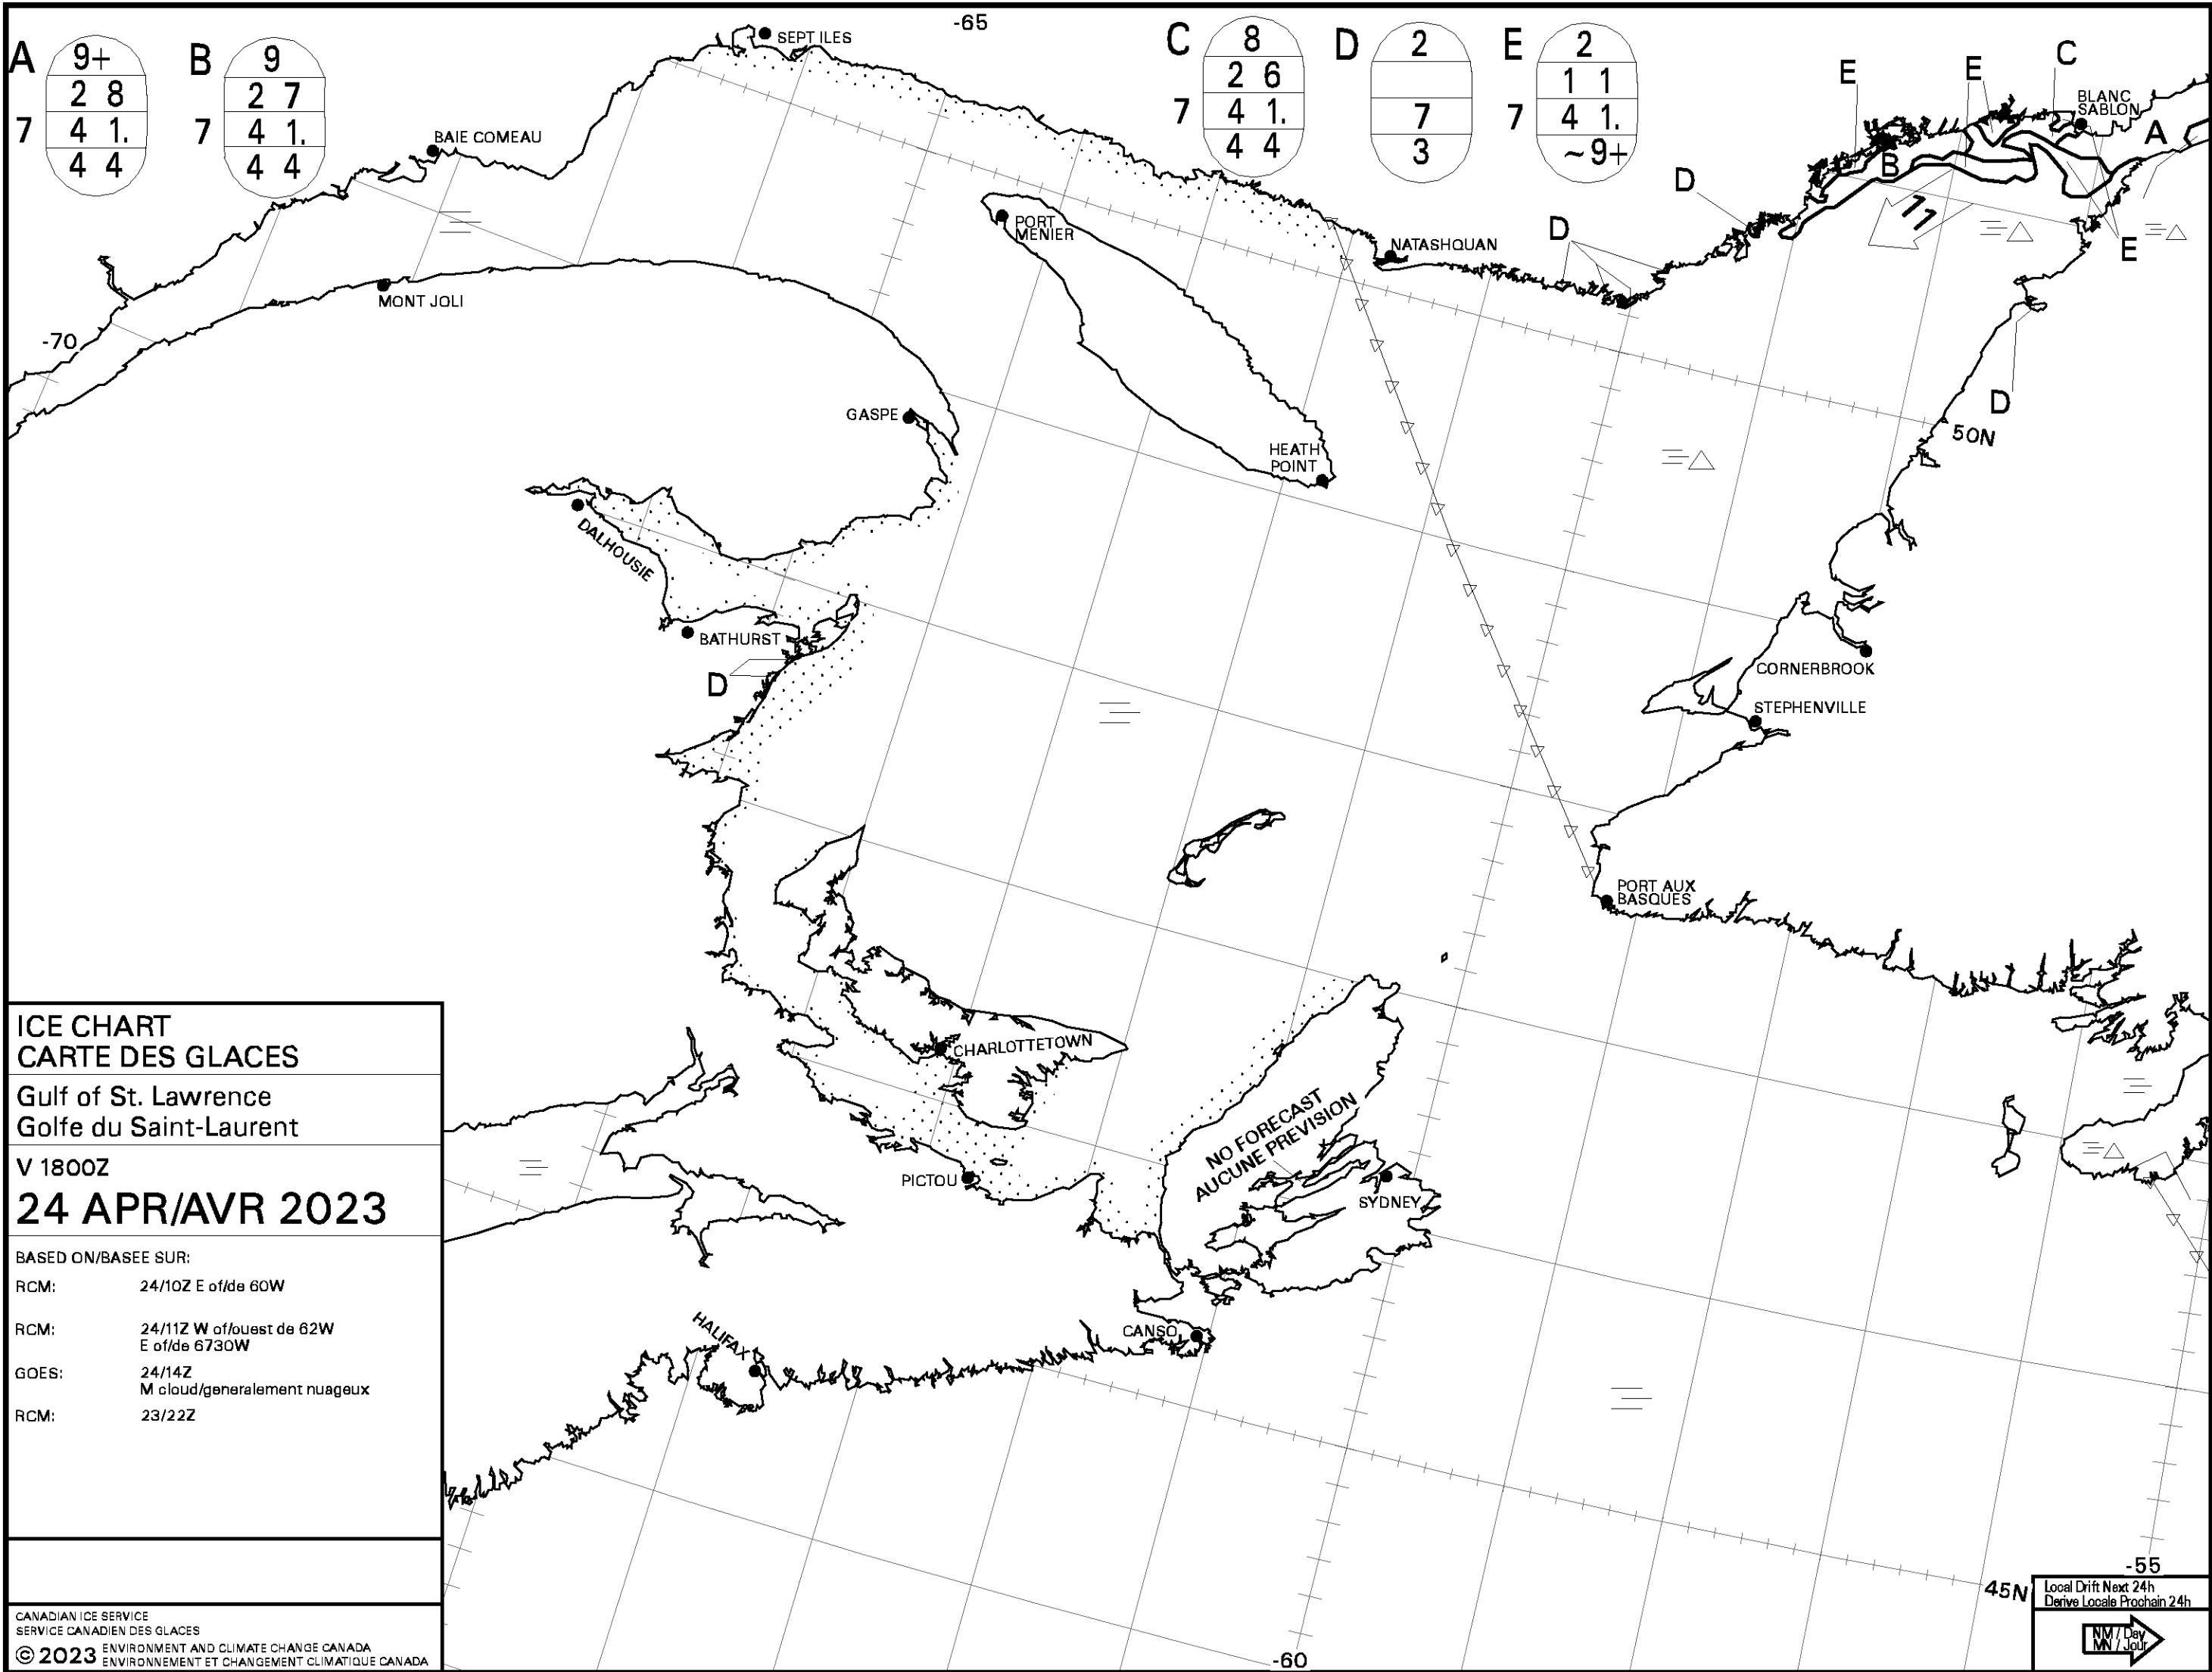 -65
A
9+
2 8
7 4 1.
4 4
B
9
2 7
7 4 1.
4 4
C
8
2 6
7 4 1.
4 4
D
2
7
3
E
2
1 1
7 4 1.
~9+
SEPT ILES
BAIE COMEAU
MONT JOLI
-70
PORT
MENIER
NATASHQUAN
GASPE
HEATH
POINT
E
E
C
BLANC
SABLON
A
B
D
D
11
E
D
50N
DALHOUSIE
BATHURST
D
CORNERBROOK
STEPHENVILLE
PORT AUX
BASQUES
CHARLOTTETOWN
PICTOU
NO FORECAST
AUCUNE PREVISION
SYDNEY
CANSO
HALIFAX
ICE CHART
CARTE DES GLACES
Gulf of St. Lawrence
Golfe du Saint-Laurent
V 1800Z
24 APR/AVR 2023
BASED ON/BASEE SUR:
RCM: 24/10Z E of/de 60W
RCM: 24/11Z W of/ouest de 62W
E of/de 6730W
GOES: 24/14Z
M cloud/generalement nuageux
RCM: 23/22Z
CANADIAN ICE SERVICE
SERVICE CANADIEN DES GLACES
© 2023 ENVIRONMENT AND CLIMATE CHANGE CANADA
ENVIRONNEMENT ET CHANGEMENT CLIMATIQUE CANADA
-60
-55
45N
Local Drift Next 24h
Derive Locale Prochain 24h
NM / Day
MN / Jour